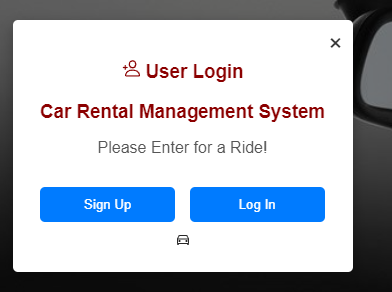 User Login
Car Rental Management System
Please Enter for a Ride!
Sign Up Log In